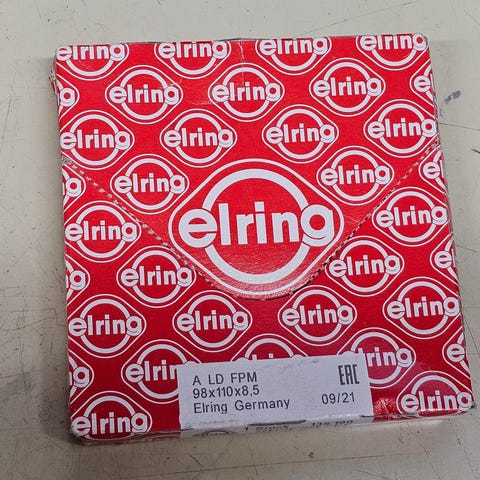 elring
A LD FPM
98x110x8,5
Elring Germany
EAC
09/21